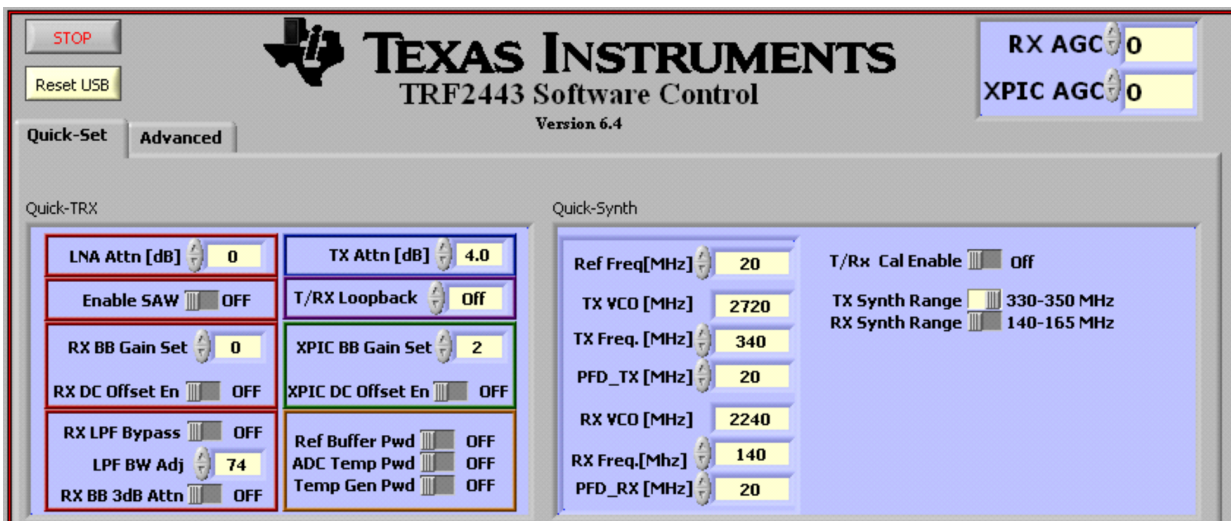 STOP
Reset USB
TEXAS INSTRUMENTS
TRF2443 Software Control
Version 6.4
RX AGC 0
XPIC AGC 0
Quick-Set
Advanced
Quick-TRX
LNA Attn [dB] 0
TX Attn [dB] 4.0
Enable SAW OFF
T/RX Loopback Off
RX BB Gain Set 0
XPIC BB Gain Set 2
RX DC Offset En OFF
XPIC DC Offset En OFF
RX LPF Bypass OFF
LPF BW Adj 74
RX BB 3dB Attn OFF
Ref Buffer Pwd OFF
ADC Temp Pwd OFF
Temp Gen Pwd OFF
Quick-Synth
Ref Freq[MHz] 20
TX VCO [MHz] 2720
TX Freq. [MHz] 340
PFD_TX [MHz] 20
RX VCO [MHz] 2240
RX Freq.[Mhz] 140
PFD_RX [MHz] 20
T/Rx Cal Enable Off
TX Synth Range 330-350 MHz
RX Synth Range 140-165 MHz